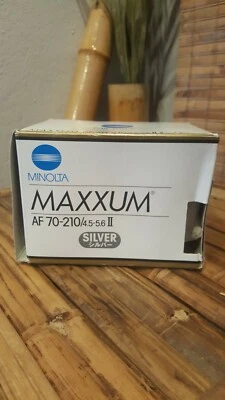 MINOLTA
MAXXUM®
AF 70-210/4.5-5.6 II
SILVER
シルバー